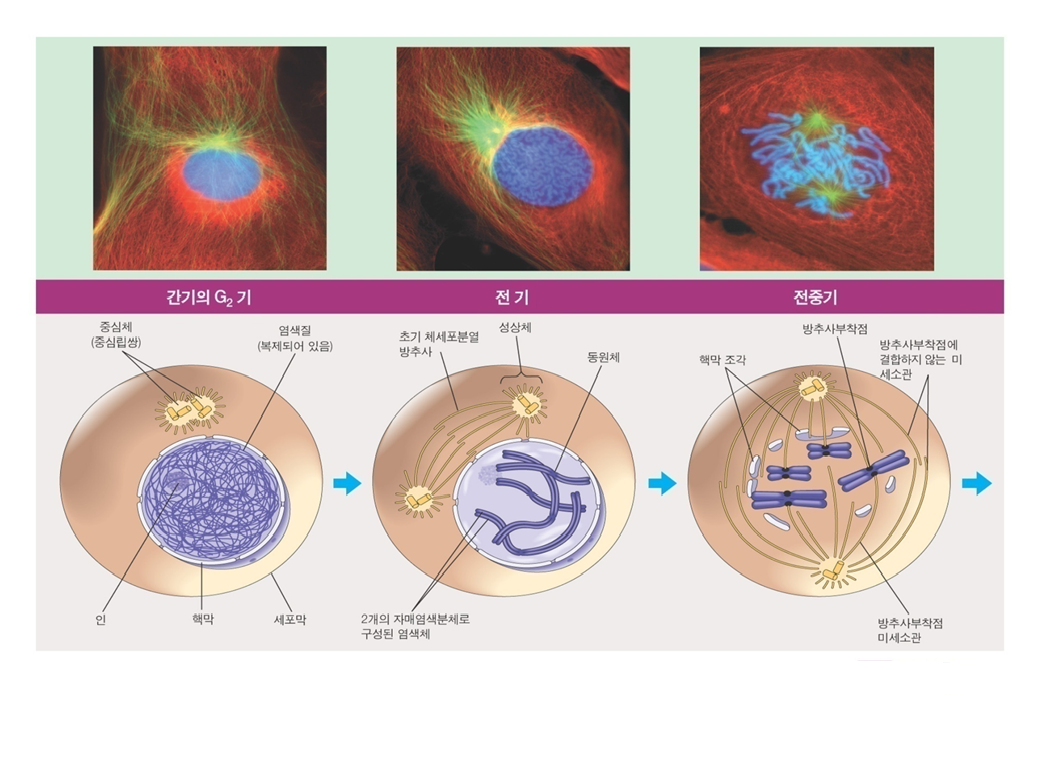 간기의 G₂ 기
전 기
전중기
중심체
(중심립쌍)
염색질
(복제되어 있음)
인
핵막
세포막
초기 체세포분열
방추사
성상체
동원체
2개의 자매염색분체로
구성된 염색체
핵막 조각
방추사부착점
방추사부착점에
결합하지 않는 미
세소관
방추사부착점
미세소관